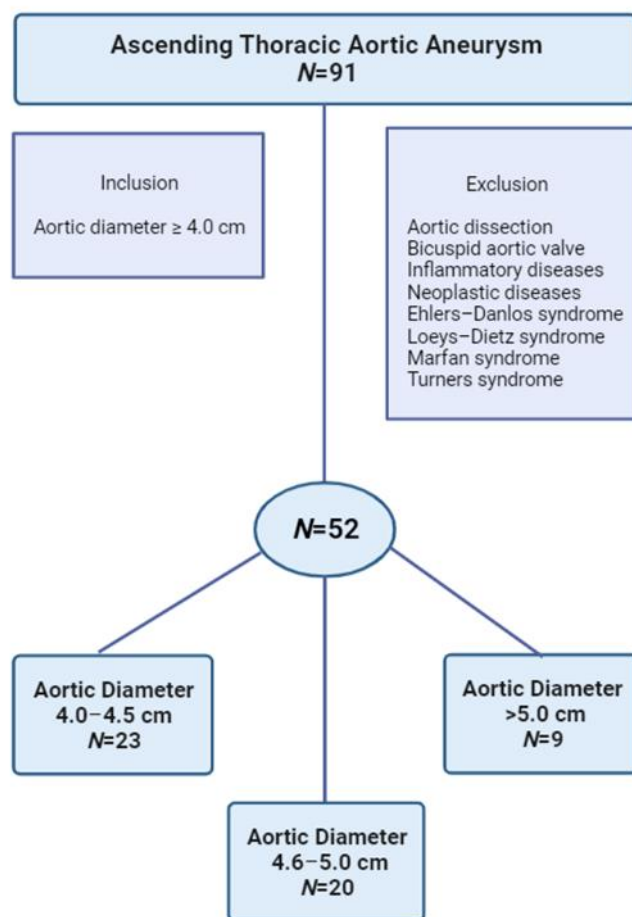 Ascending Thoracic Aortic Aneurysm
N=91
Inclusion
Aortic diameter ≥ 4.0 cm
Exclusion
Aortic dissection
Bicuspid aortic valve
Inflammatory diseases
Neoplastic diseases
Ehlers–Danlos syndrome
Loeys–Dietz syndrome
Marfan syndrome
Turners syndrome
N=52
Aortic Diameter
4.0–4.5 cm
N=23
Aortic Diameter
>5.0 cm
N=9
Aortic Diameter
4.6–5.0 cm
N=20